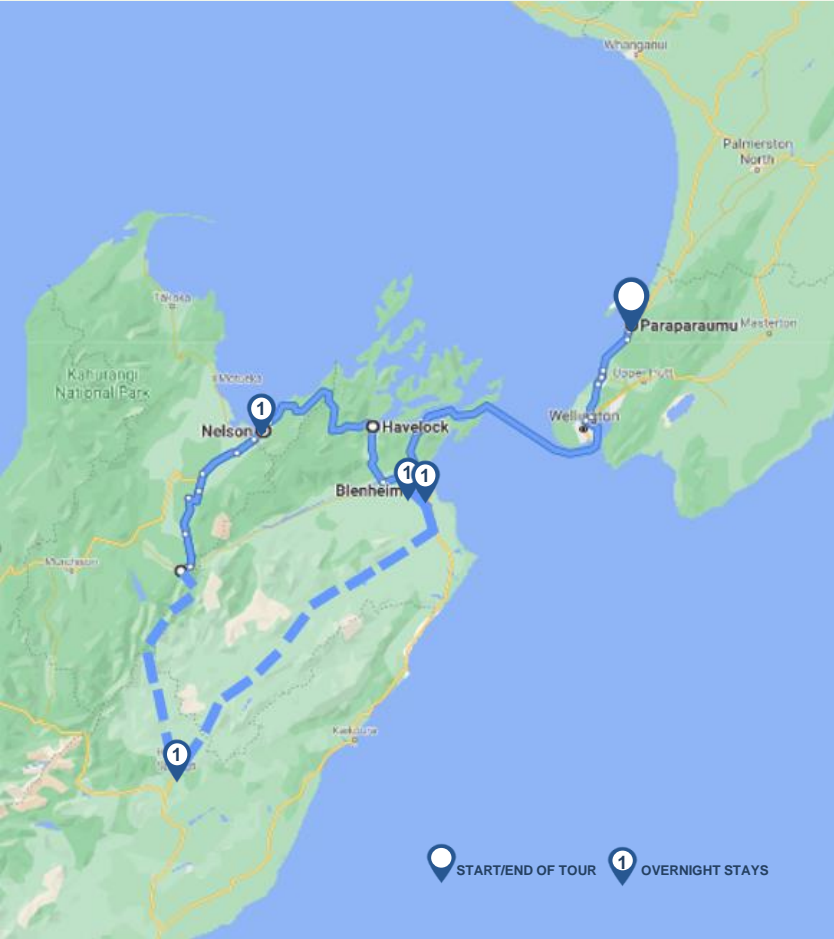 Whanganui
Palmerston
North
Takaka
Paraparaumu
Masterton
Kahurangi
National Park
Motueka
Upper Hutt
1
Wellington
Nelson
Havelock
1
1
Blenheim
Murchison
Kaikoura
1
START/END OF TOUR
1
OVERNIGHT STAYS